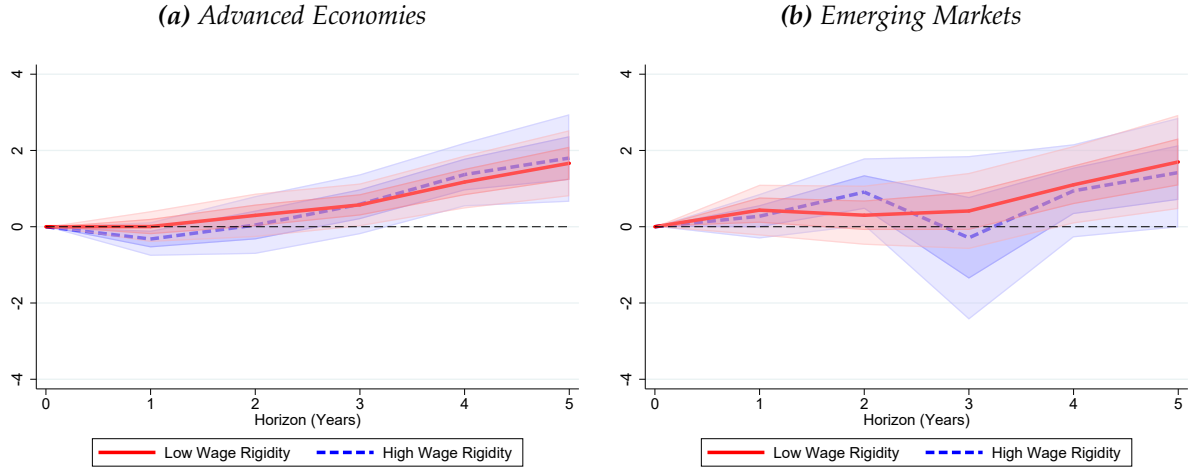 (a) Advanced Economies
4
2
0
-2
-4
0 1 2 3 4 5
Horizon (Years)
Low Wage Rigidity High Wage Rigidity
(b) Emerging Markets
4
2
0
-2
-4
0 1 2 3 4 5
Horizon (Years)
Low Wage Rigidity High Wage Rigidity